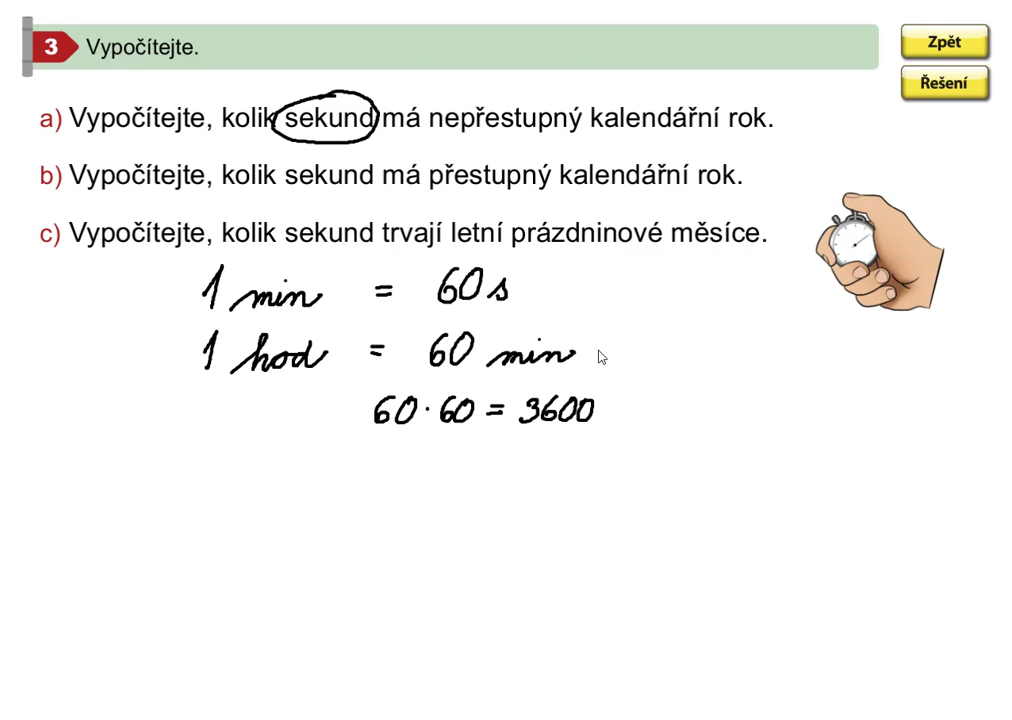 3 Vypočítejte.
Zpět
Řešení
a) Vypočítejte, kolik sekund má nepřestupný kalendářní rok.
b) Vypočítejte, kolik sekund má přestupný kalendářní rok.
c) Vypočítejte, kolik sekund trvají letní prázdninové měsíce.
1 min = 60 s
1 hod = 60 min
60 · 60 = 3600